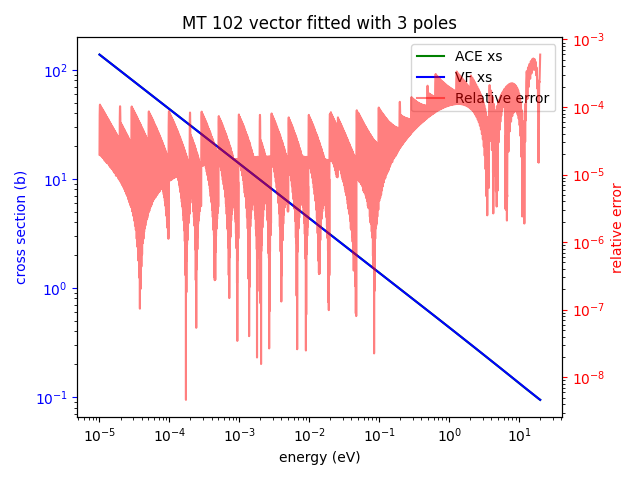 MT 102 vector fitted with 3 poles
ACE xs
VF xs
Relative error
cross section (b)
10^2
10^1
10^0
10^-1
relative error
10^-3
10^-4
10^-5
10^-6
10^-7
10^-8
10^-5 10^-4 10^-3 10^-2 10^-1 10^0 10^1
energy (eV)